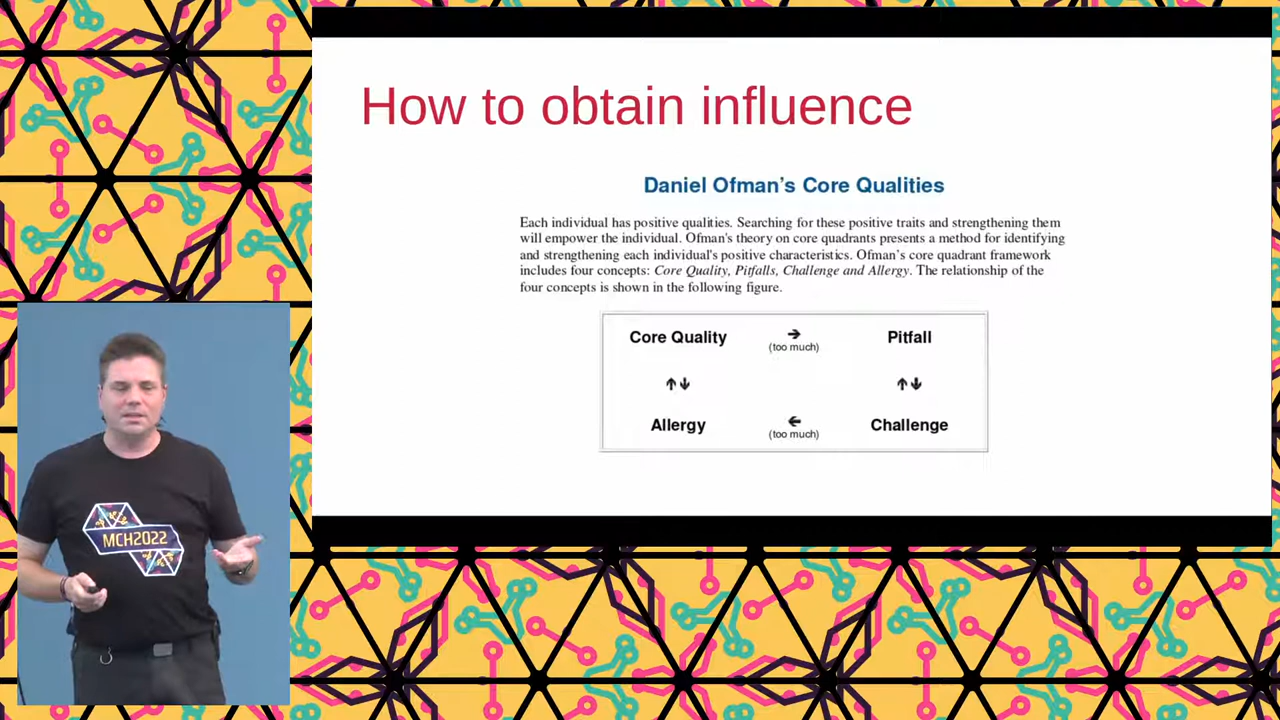 How to obtain influence
Daniel Ofman's Core Qualities
Each individual has positive qualities. Searching for these positive traits and strengthening them
will empower the individual. Ofman's theory on core quadrants presents a method for identifying
and strengthening each individual's positive characteristics. Ofman's core quadrant framework
includes four concepts: Core Quality, Pitfalls, Challenge and Allergy. The relationship of the
four concepts is shown in the following figure.
Core Quality → Pitfall
(too much)
↑↓ ↑↓
Allergy ← Challenge
(too much)
MCH2022